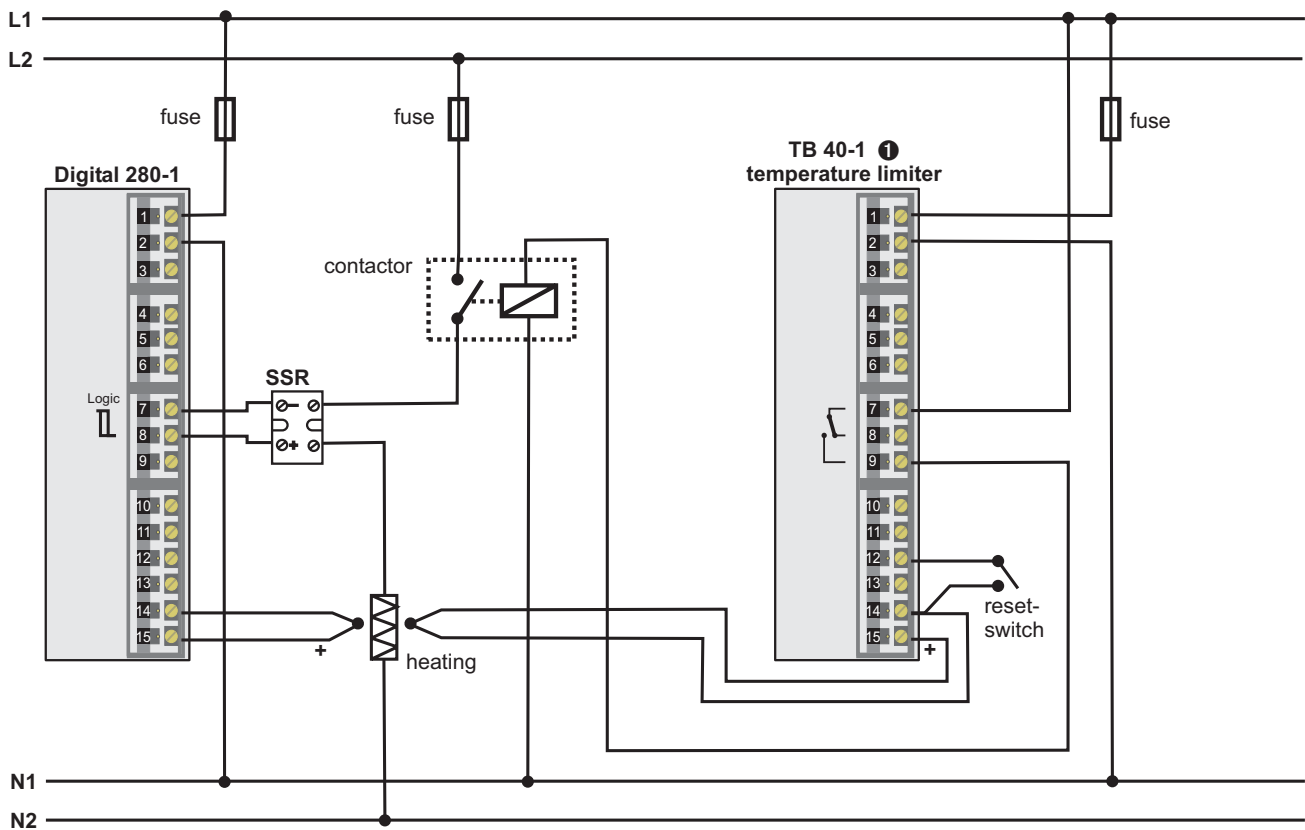 L1
L2
fuse
fuse
fuse
TB 40-1 ❶
temperature limiter
Digital 280-1
1
2
3
4
5
6
Logic
7
8
9
10
11
12
13
14
15
+
contactor
SSR
−
+
heating
1
2
3
4
5
6
7
8
9
10
11
12
13
14
15
+
reset-
switch
N1
N2